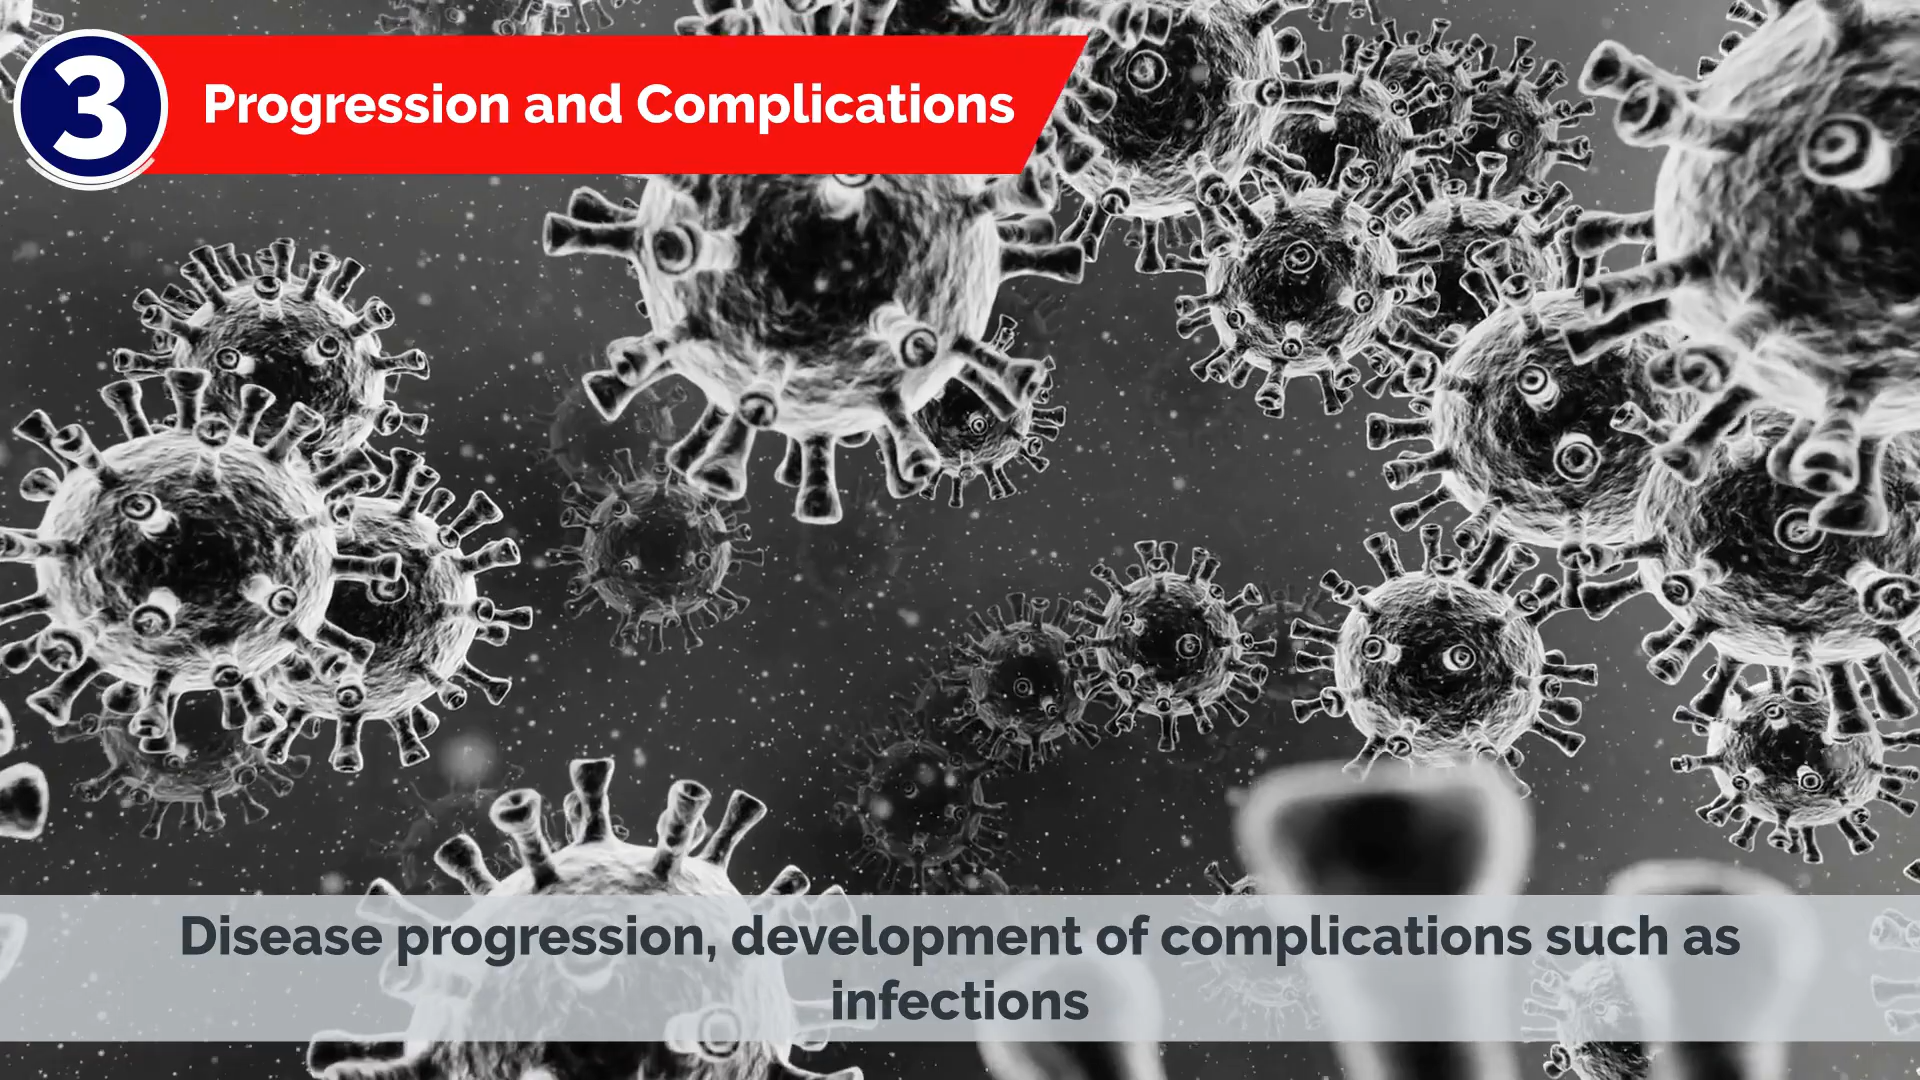 3
Progression and Complications
Disease progression, development of complications such as
infections